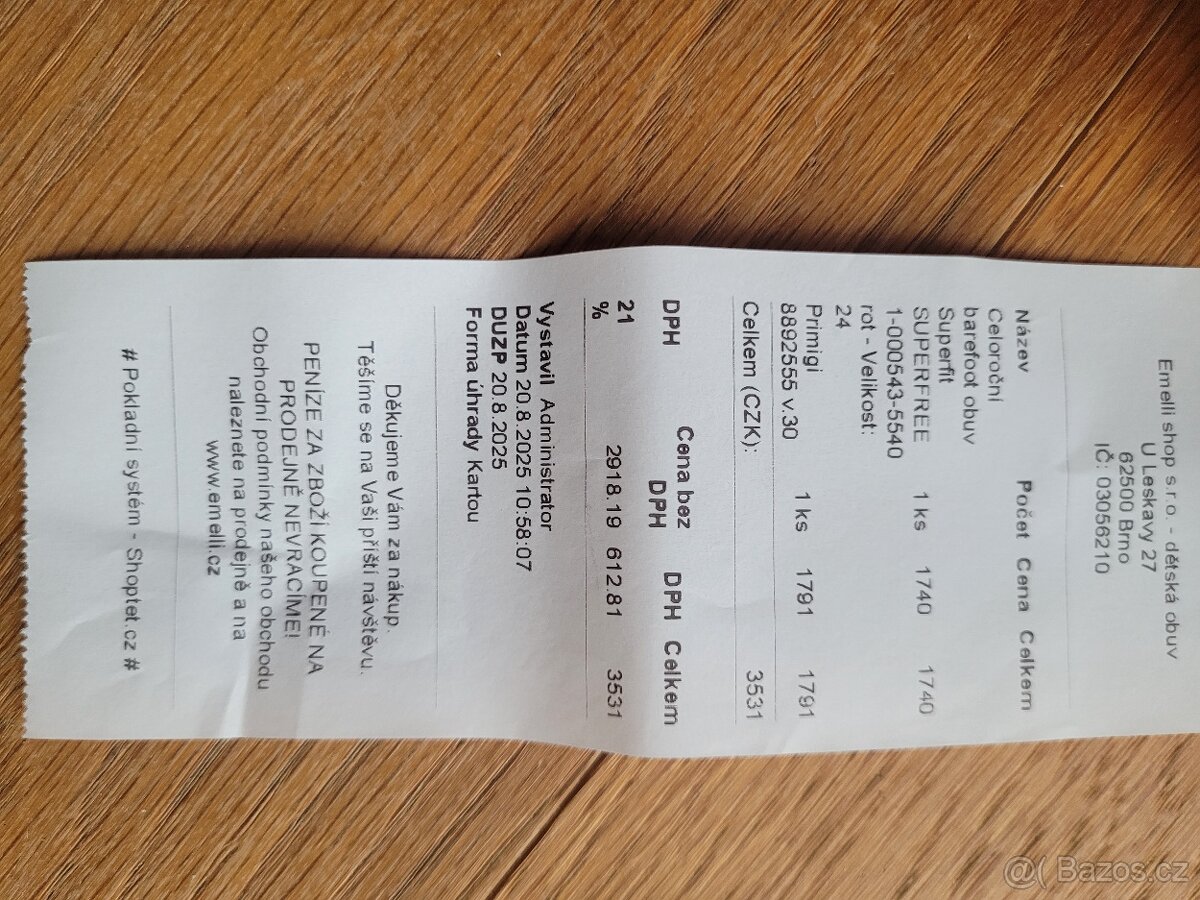 Emelli shop s.r.o. - dětská obuv
U Leskavy 27
62500 Brno
IČ: 03056210
Název Počet Cena Celkem
Celoroční
barefoot obuv
Superfit
SUPERFREE 1 ks 1740 1740
1-000543-5540
rot - Velikost:
24
Primigi
8892555 v.30 1 ks 1791 1791
Celkem (CZK): 3531
DPH Cena bez DPH DPH Celkem
21 % 2918.19 612.81 3531
Vystavil Administrator
Datum 20.8.2025 10:58:07
DUZP 20.8.2025
Forma úhrady Kartou
Děkujeme Vám za nákup.
Těšíme se na Vaši příští návštěvu.
PENÍZE ZA ZBOŽÍ KOUPENÉ NA
PRODEJNĚ NEVRACÍME!
Obchodní podmínky našeho obchodu
naleznete na prodejně a na
www.emelli.cz
# Pokladní systém - Shoptet.cz #
@( Bazos.cz